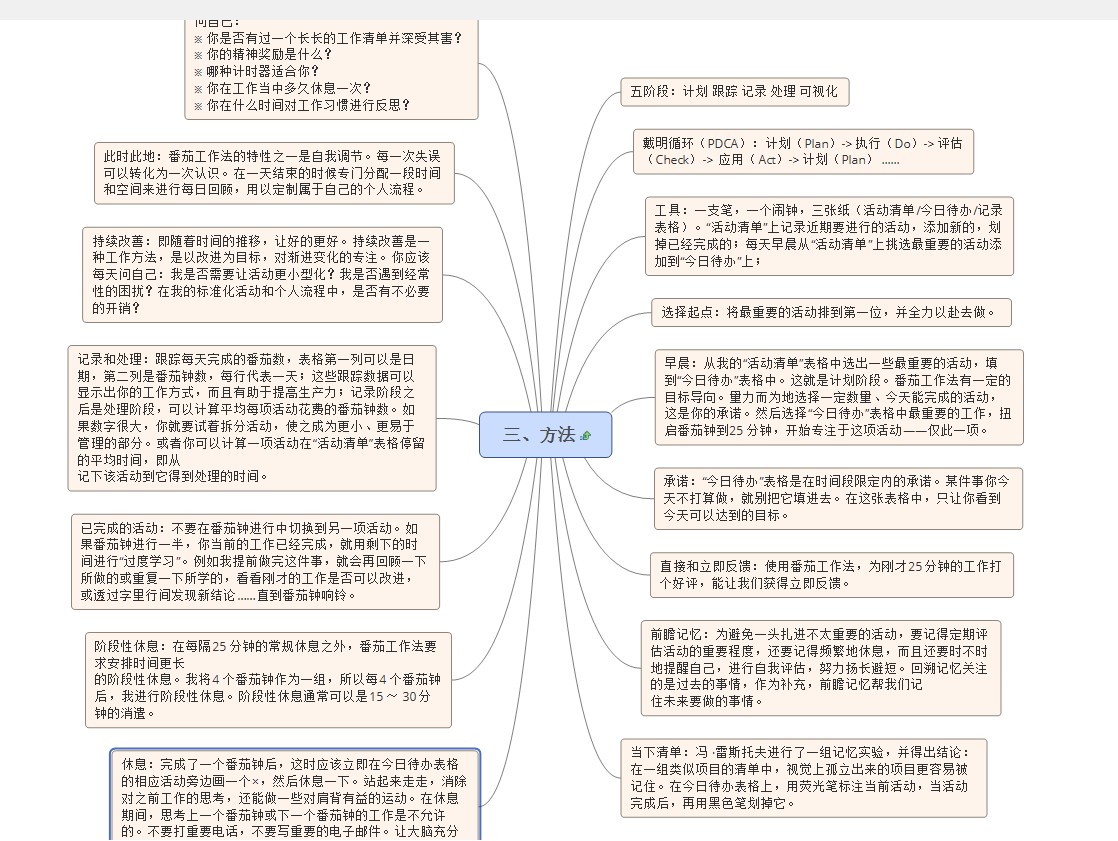 问自己：
※ 你是否有过一个长长的工作清单并深受其害？
※ 你的精神奖励是什么？
※ 哪种计时器适合你？
※ 你在工作当中多久休息一次？
※ 你在什么时间对工作习惯进行反思？
此时此地：番茄工作法的特性之一是自我调节。每一次失误
可以转化为一次认识。在一天结束的时候专门分配一段时间
和空间来进行每日回顾，用以定制属于自己的个人流程。
持续改善：即随着时间的推移，让好的更好。持续改善是一
种工作方法，是以改进为目标，对渐进变化的专注。你应该
每天问自己：我是否需要让活动更小型化？我是否遇到经常
性的困扰？在我的标准化活动和个人流程中，是否有不必要
的开销？
记录和处理：跟踪每天完成的番茄数，表格第一列可以是日
期，第二列是番茄钟数，每行代表一天；这些跟踪数据可以
显示出你的工作方式，而且有助于提高生产力；记录阶段之
后是处理阶段，可以计算平均每项活动花费的番茄钟数。如
果数字很大，你就要试着拆分活动，使之成为更小、更易于
管理的部分。或者你可以计算一项活动在“活动清单”表格停留
的平均时间，即从
记下该活动到它得到处理的时间。
已完成的活动：不要在番茄钟进行中切换到另一项活动。如
果番茄钟进行一半，你当前的工作已经完成，就用剩下的时
间进行“过度学习”。例如我提前做完这件事，就会再回顾一下
所做的或重复一下所学的，看看刚才的工作是否可以改进，
或透过字里行间发现新结论……直到番茄钟响铃。
阶段性休息：在每隔25 分钟的常规休息之外，番茄工作法要
求安排时间更长
的阶段性休息。我将4 个番茄钟作为一组，所以每4 个番茄钟
后，我进行阶段性休息。阶段性休息通常可以是15 ～ 30 分
钟的消遣。
休息：完成了一个番茄钟后，这时应该立即在今日待办表格
的相应活动旁边画一个×，然后休息一下。站起来走走，消除
对之前工作的思考，还能做一些对肩背有益的运动。在休息
期间，思考上一个番茄钟或下一个番茄钟的工作是不允许
的。不要打重要电话，不要写重要的电子邮件。让大脑充分
三、方法
五阶段：计划 跟踪 记录 处理 可视化
戴明循环（PDCA）：计划（Plan）-> 执行（Do）-> 评估
（Check）-> 应用（ Act）-> 计划（Plan） ……
工具：一支笔，一个闹钟，三张纸（活动清单/今日待办/记录
表格）。“活动清单”上记录近期要进行的活动，添加新的，划
掉已经完成的；每天早晨从“活动清单”上挑选最重要的活动添
加到“今日待办”上；
选择起点：将最重要的活动排到第一位，并全力以赴去做。
早晨：从我的“活动清单”表格中选出一些最重要的活动，填
到“今日待办”表格中。这就是计划阶段。番茄工作法有一定的
目标导向。量力而为地选择一定数量、今天能完成的活动，
这是你的承诺。然后选择“今日待办”表格中最重要的工作，扭
启番茄钟到25 分钟，开始专注于这项活动——仅此一项。
承诺：“今日待办”表格是在时间段限定内的承诺。某件事你今
天不打算做，就别把它填进去。在这张表格中，只让你看到
今天可以达到的目标。
直接和立即反馈：使用番茄工作法，为刚才25 分钟的工作打
个好评，能让我们获得立即反馈。
前瞻记忆：为避免一头扎进不太重要的活动，要记得定期评
估活动的重要程度，还要记得频繁地休息，而且还要时不时
地提醒自己，进行自我评估，努力扬长避短。回溯记忆关注
的是过去的事情，作为补充，前瞻记忆帮我们记
住未来要做的事情。
当下清单：冯 ·雷斯托夫进行了一组记忆实验，并得出结论：
在一组类似项目的清单中，视觉上孤立出来的项目更容易被
记住。在今日待办表格上，用荧光笔标注当前活动，当活动
完成后，再用黑色笔划掉它。